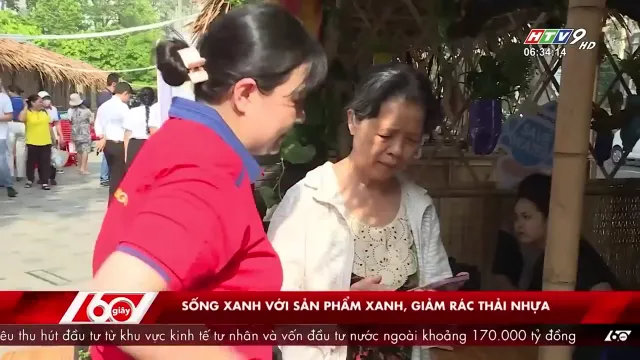 HTV9 HD
06:34:14
60 giây
SỐNG XANH VỚI SẢN PHẨM XANH, GIẢM RÁC THẢI NHỰA
êu thu hút đầu tư từ khu vực kinh tế tư nhân và vốn đầu tư nước ngoài khoảng 170.000 tỷ đồng
60